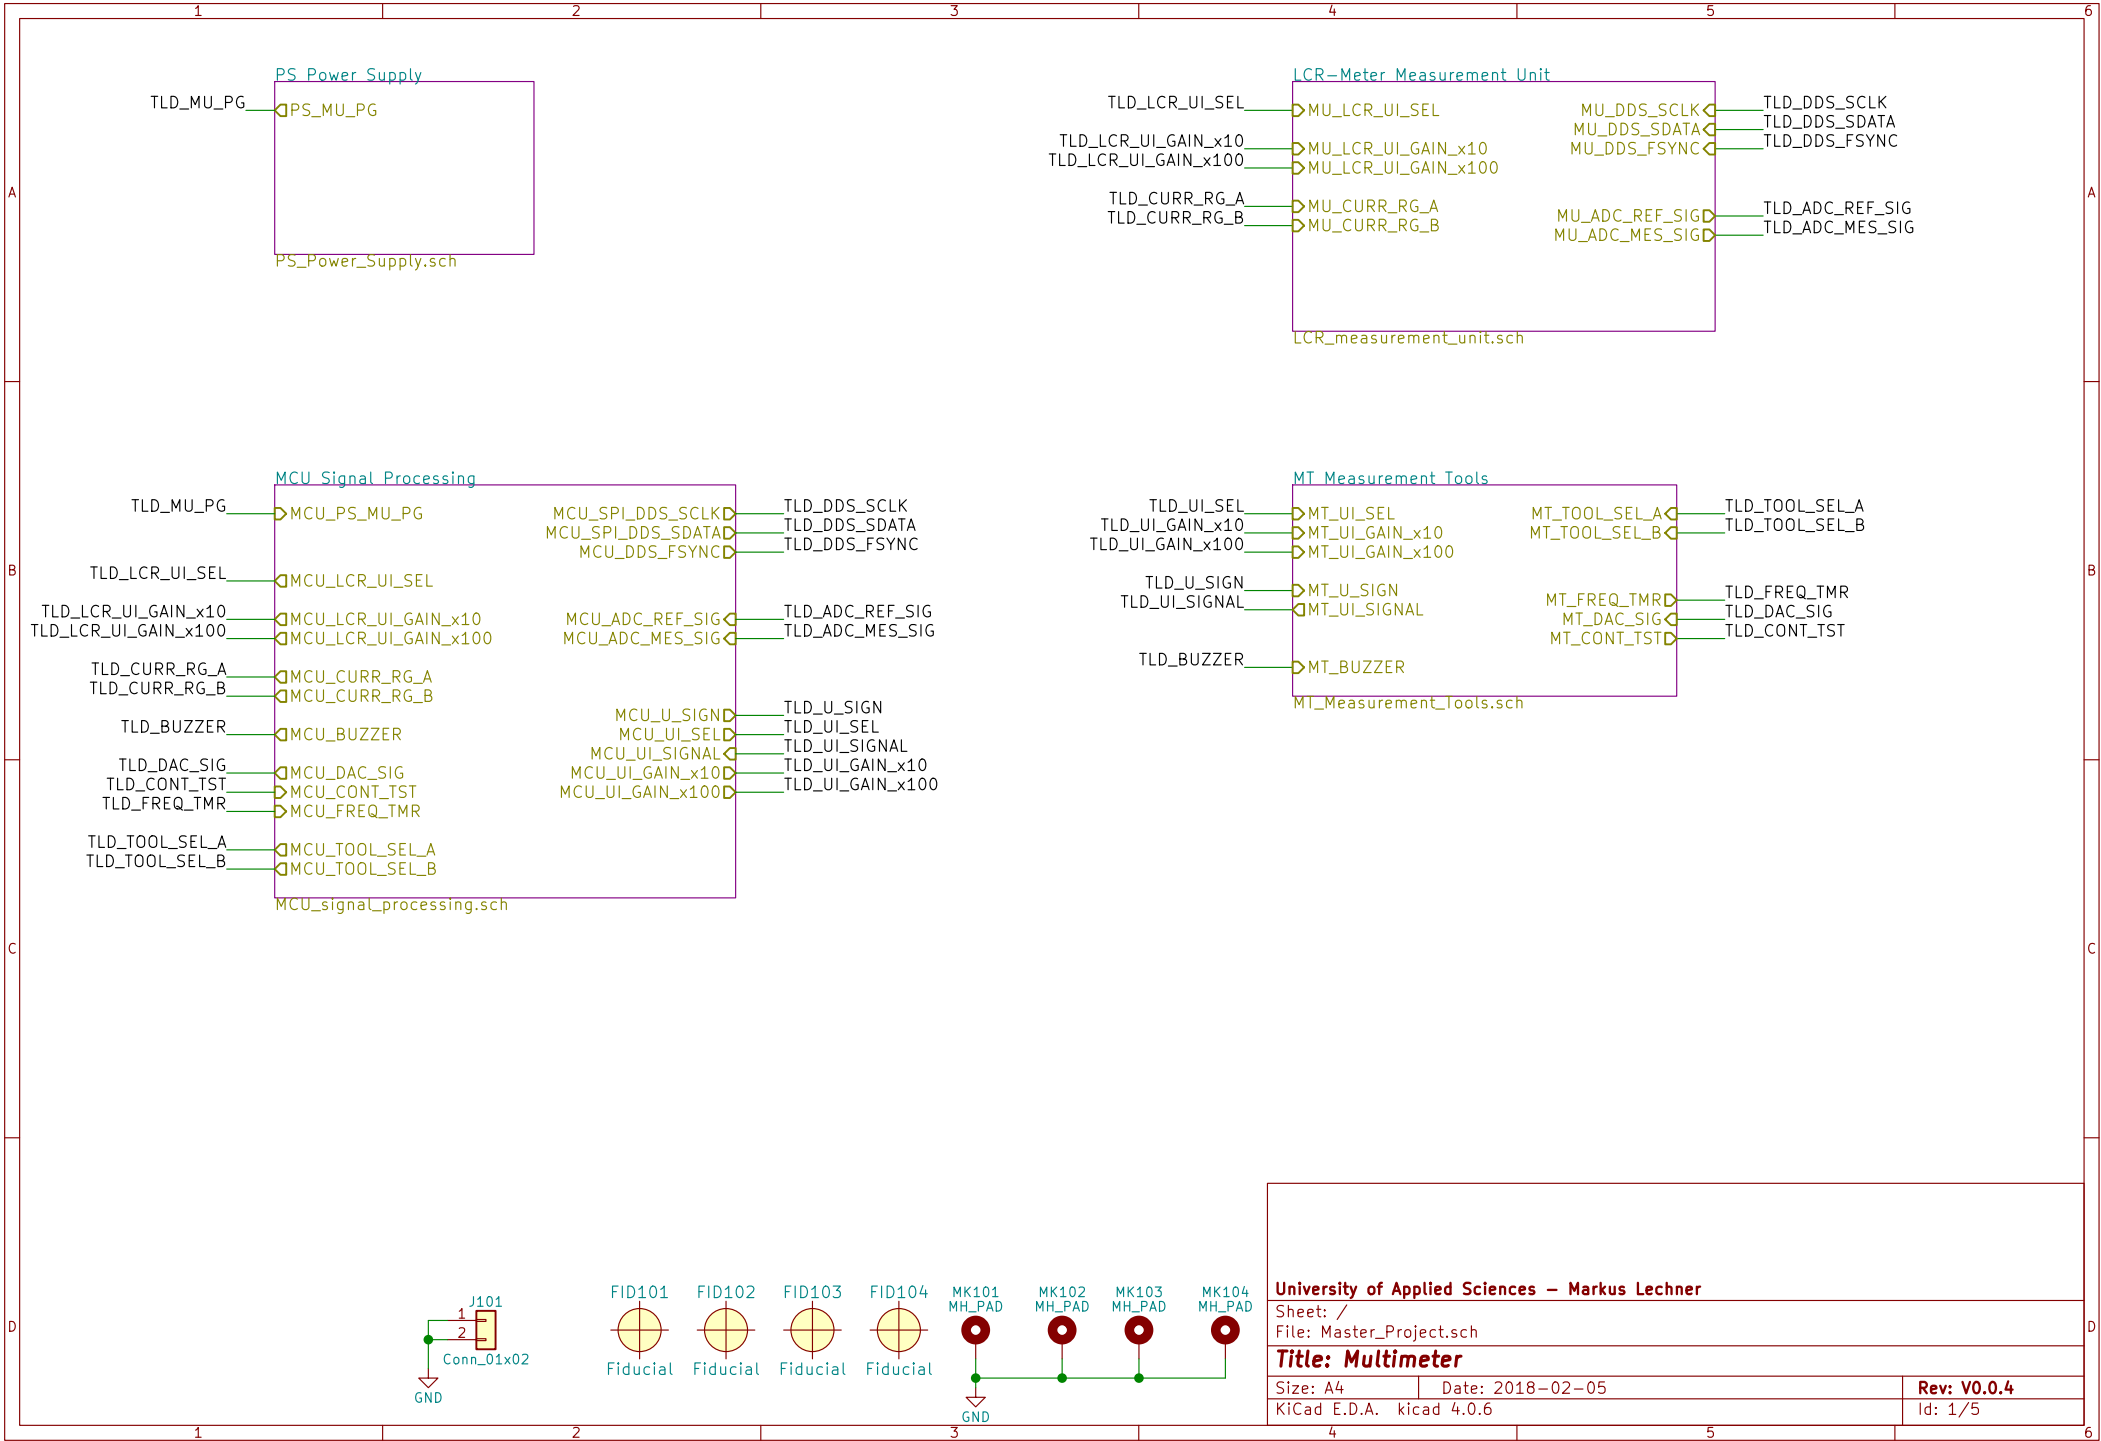 1 2 3 4 5 6
A
A
B
B
C
C
D
D
1 2 3 4 5 6
PS Power Supply
TLD_MU_PG
PS_MU_PG
PS_Power_Supply.sch
LCR-Meter Measurement Unit
TLD_LCR_UI_SEL
MU_LCR_UI_SEL
TLD_LCR_UI_GAIN_x10
MU_LCR_UI_GAIN_x10
TLD_LCR_UI_GAIN_x100
MU_LCR_UI_GAIN_x100
TLD_CURR_RG_A
MU_CURR_RG_A
TLD_CURR_RG_B
MU_CURR_RG_B
MU_DDS_SCLK
TLD_DDS_SCLK
MU_DDS_SDATA
TLD_DDS_SDATA
MU_DDS_FSYNC
TLD_DDS_FSYNC
MU_ADC_REF_SIG
TLD_ADC_REF_SIG
MU_ADC_MES_SIG
TLD_ADC_MES_SIG
LCR_measurement_unit.sch
MCU Signal Processing
TLD_MU_PG
MCU_PS_MU_PG
TLD_LCR_UI_SEL
MCU_LCR_UI_SEL
TLD_LCR_UI_GAIN_x10
MCU_LCR_UI_GAIN_x10
TLD_LCR_UI_GAIN_x100
MCU_LCR_UI_GAIN_x100
TLD_CURR_RG_A
MCU_CURR_RG_A
TLD_CURR_RG_B
MCU_CURR_RG_B
TLD_BUZZER
MCU_BUZZER
TLD_DAC_SIG
MCU_DAC_SIG
TLD_CONT_TST
MCU_CONT_TST
TLD_FREQ_TMR
MCU_FREQ_TMR
TLD_TOOL_SEL_A
MCU_TOOL_SEL_A
TLD_TOOL_SEL_B
MCU_TOOL_SEL_B
MCU_SPI_DDS_SCLK
TLD_DDS_SCLK
MCU_SPI_DDS_SDATA
TLD_DDS_SDATA
MCU_DDS_FSYNC
TLD_DDS_FSYNC
MCU_ADC_REF_SIG
TLD_ADC_REF_SIG
MCU_ADC_MES_SIG
TLD_ADC_MES_SIG
MCU_U_SIGN
TLD_U_SIGN
MCU_UI_SEL
TLD_UI_SEL
MCU_UI_SIGNAL
TLD_UI_SIGNAL
MCU_UI_GAIN_x10
TLD_UI_GAIN_x10
MCU_UI_GAIN_x100
TLD_UI_GAIN_x100
MCU_signal_processing.sch
MT Measurement Tools
TLD_UI_SEL
MT_UI_SEL
TLD_UI_GAIN_x10
MT_UI_GAIN_x10
TLD_UI_GAIN_x100
MT_UI_GAIN_x100
TLD_U_SIGN
MT_U_SIGN
TLD_UI_SIGNAL
MT_UI_SIGNAL
TLD_BUZZER
MT_BUZZER
MT_TOOL_SEL_A
TLD_TOOL_SEL_A
MT_TOOL_SEL_B
TLD_TOOL_SEL_B
MT_FREQ_TMR
TLD_FREQ_TMR
MT_DAC_SIG
TLD_DAC_SIG
MT_CONT_TST
TLD_CONT_TST
MT_Measurement_Tools.sch
J101
1
2
Conn_01x02
GND
FID101 FID102 FID103 FID104
Fiducial Fiducial Fiducial Fiducial
MK101 MK102 MK103 MK104
MH_PAD MH_PAD MH_PAD MH_PAD
GND
University of Applied Sciences – Markus Lechner
Sheet: /
File: Master_Project.sch
Title: Multimeter
Size: A4 Date: 2018-02-05 Rev: V0.0.4
KiCad E.D.A. kicad 4.0.6 Id: 1/5